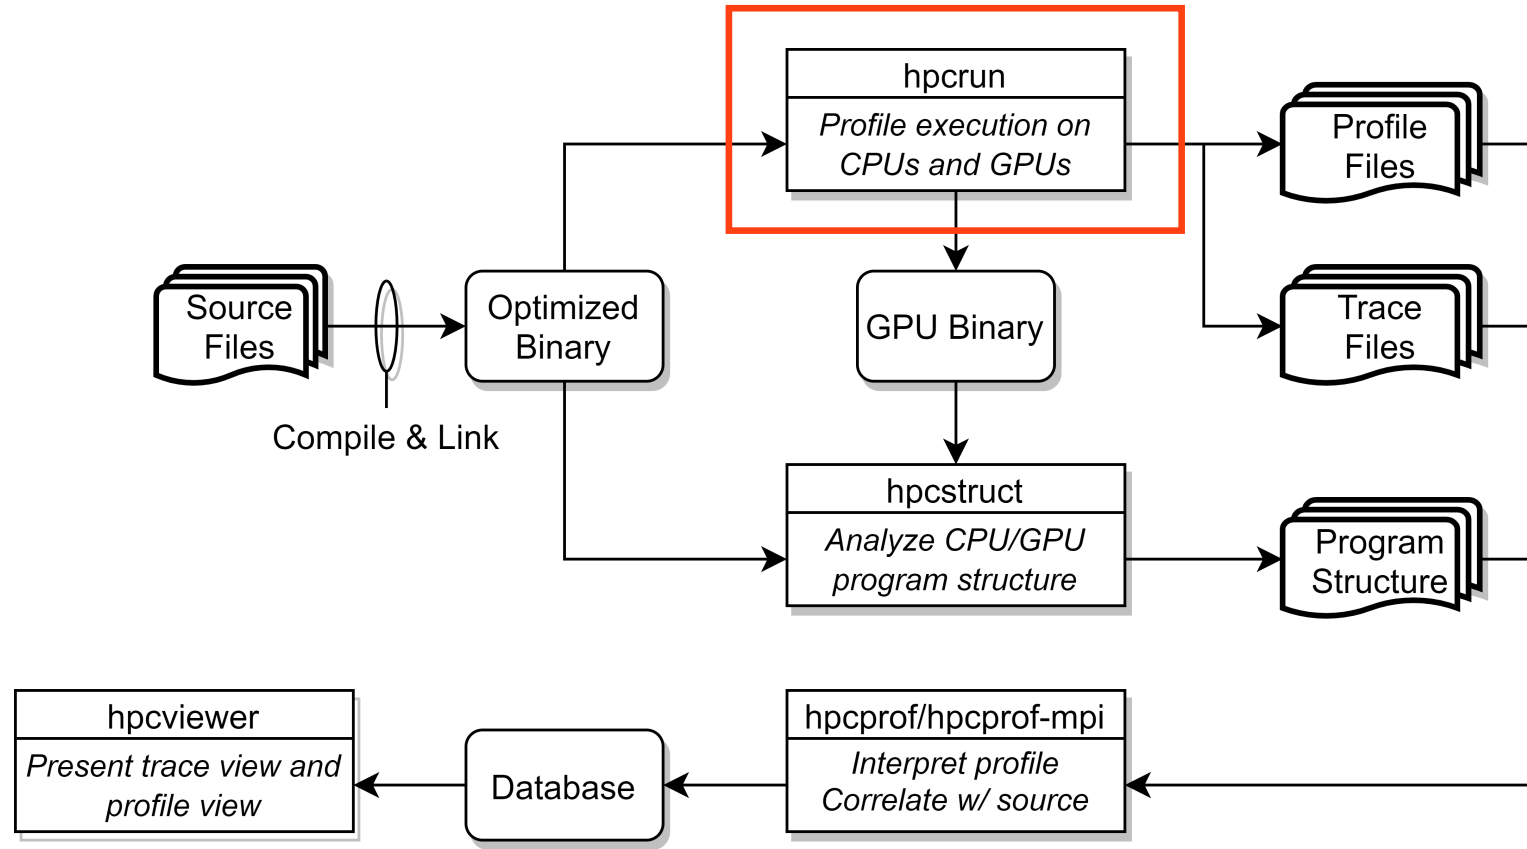 hpcrun
Profile execution on
CPUs and GPUs
Profile
Files
Source
Files
Optimized
Binary
GPU Binary
Trace
Files
Compile & Link
hpcstruct
Analyze CPU/GPU
program structure
Program
Structure
hpcviewer
Present trace view and
profile view
Database
hpcprof/hpcprof-mpi
Interpret profile
Correlate w/ source